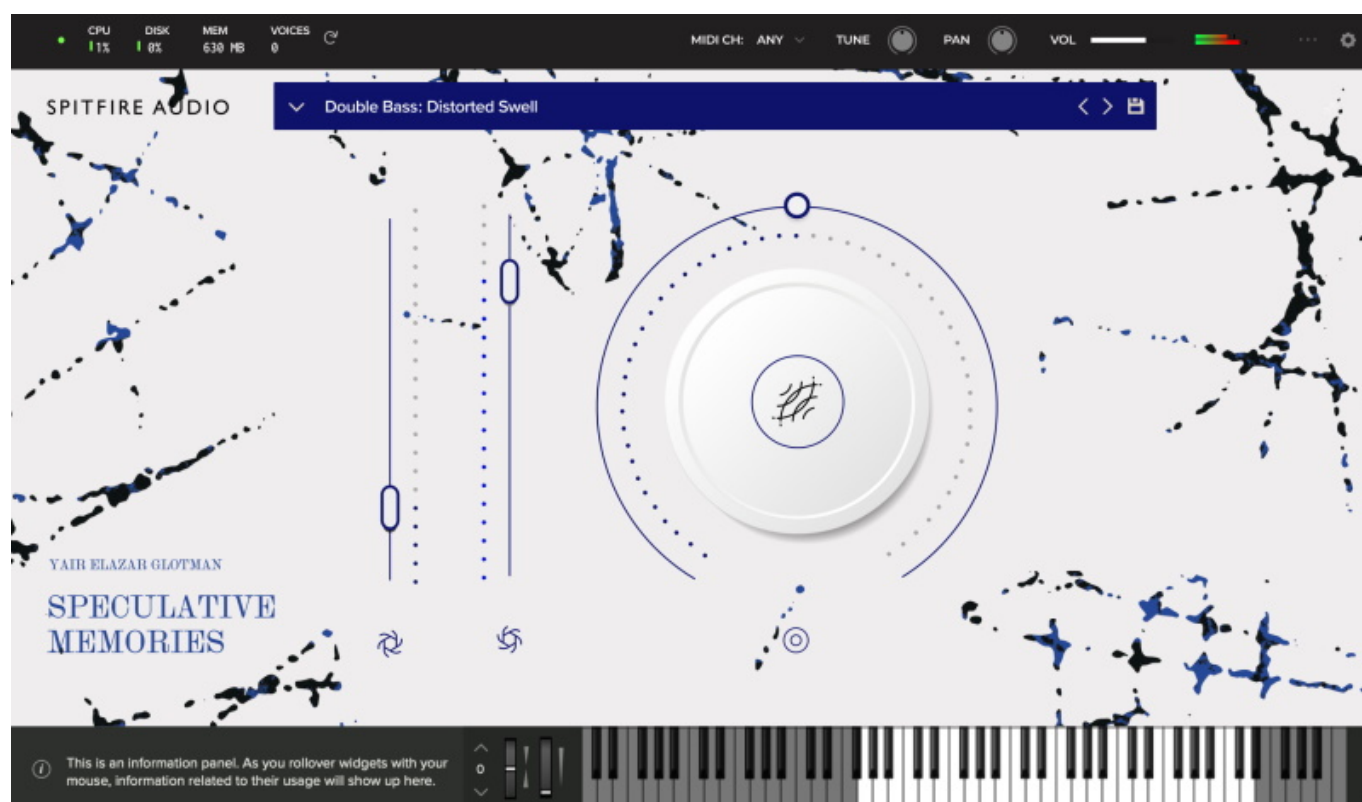 CPU DISK MEM VOICES
11% 0% 630 MB 0
MIDI CH: ANY TUNE PAN VOL
SPITFIRE AUDIO
Double Bass: Distorted Swell
YAIR ELAZAR GLOTMAN
SPECULATIVE
MEMORIES
This is an information panel. As you rollover widgets with your
mouse, information related to their usage will show up here.
0